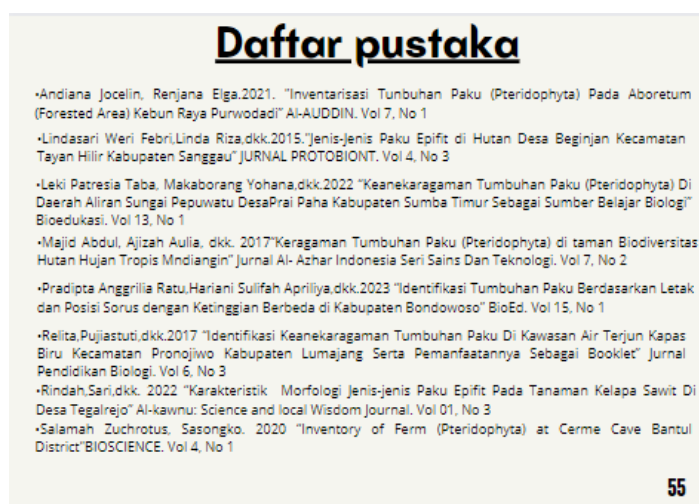 Daftar pustaka
•Andiana Jocelin, Renjana Elga.2021. "Inventarisasi Tunbuhan Paku (Pteridophyta) Pada Aboretum
(Forested Area) Kebun Raya Purwodadi" Al-AUDDIN. Vol 7, No 1
•Lindasari Weri Febri,Linda Riza,dkk.2015."Jenis-Jenis Paku Epifit di Hutan Desa Beginjan Kecamatan
Tayan Hilir Kabupaten Sanggau" JURNAL PROTOBIONT. Vol 4, No 3
•Leki Patresia Taba, Makaborang Yohana,dkk.2022 "Keanekaragaman Tumbuhan Paku (Pteridophyta) Di
Daerah Aliran Sungai Pepuwatu DesaPrai Paha Kabupaten Sumba Timur Sebagai Sumber Belajar Biologi"
Bioedukasi. Vol 13, No 1
•Majid Abdul, Ajizah Aulia, dkk. 2017"Keragaman Tumbuhan Paku (Pteridophyta) di taman Biodiversitas
Hutan Hujan Tropis Mndiangin" Jurnal Al- Azhar Indonesia Seri Sains Dan Teknologi. Vol 7, No 2
•Pradipta Anggrilia Ratu,Hariani Sulifah Apriliya,dkk.2023 "Identifikasi Tumbuhan Paku Berdasarkan Letak
dan Posisi Sorus dengan Ketinggian Berbeda di Kabupaten Bondowoso" BioEd. Vol 15, No 1
•Relita,Pujiastuti,dkk.2017 "Identifikasi Keanekaragaman Tumbuhan Paku Di Kawasan Air Terjun Kapas
Biru Kecamatan Pronojiwo Kabupaten Lumajang Serta Pemanfaatannya Sebagai Booklet" Jurnal
Pendidikan Biologi. Vol 6, No 3
•Rindah,Sari,dkk. 2022 "Karakteristik Morfologi Jenis-jenis Paku Epifit Pada Tanaman Kelapa Sawit Di
Desa Tegalrejo" Al-kawnu: Science and local Wisdom Journal. Vol 01, No 3
•Salamah Zuchrotus, Sasongko. 2020 "Inventory of Ferm (Pteridophyta) at Cerme Cave Bantul
District"BIOSCIENCE. Vol 4, No 1
55